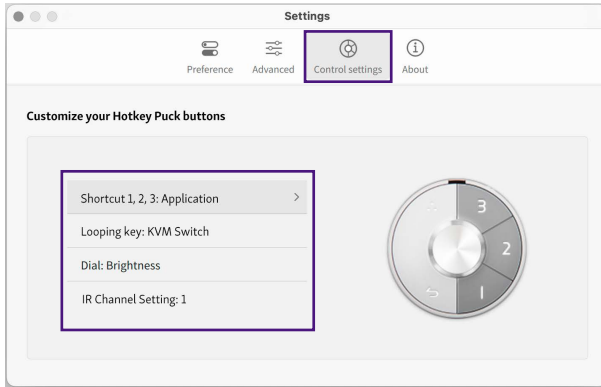 Settings
Preference
Advanced
Control settings
About
Customize your Hotkey Puck buttons
Shortcut 1, 2, 3: Application
Looping key: KVM Switch
Dial: Brightness
IR Channel Setting: 1
3
2
1